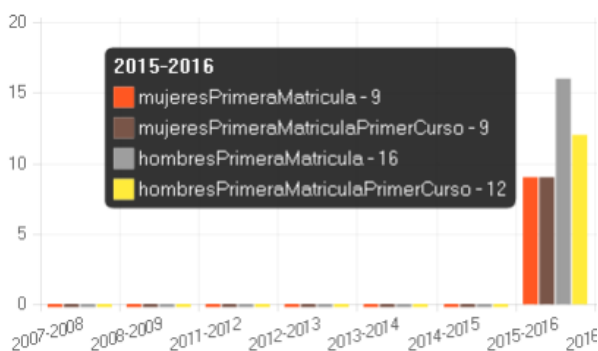 20
2015-2016
mujeresPrimeraMatricula - 9
15
mujeresPrimeraMatriculaPrimerCurso - 9
hombresPrimeraMatricula - 16
10
hombresPrimeraMatriculaPrimerCurso - 12
5
0
2007-2008 2008-2009 2011-2012 2012-2013 2013-2014 2014-2015 2015-2016 2016